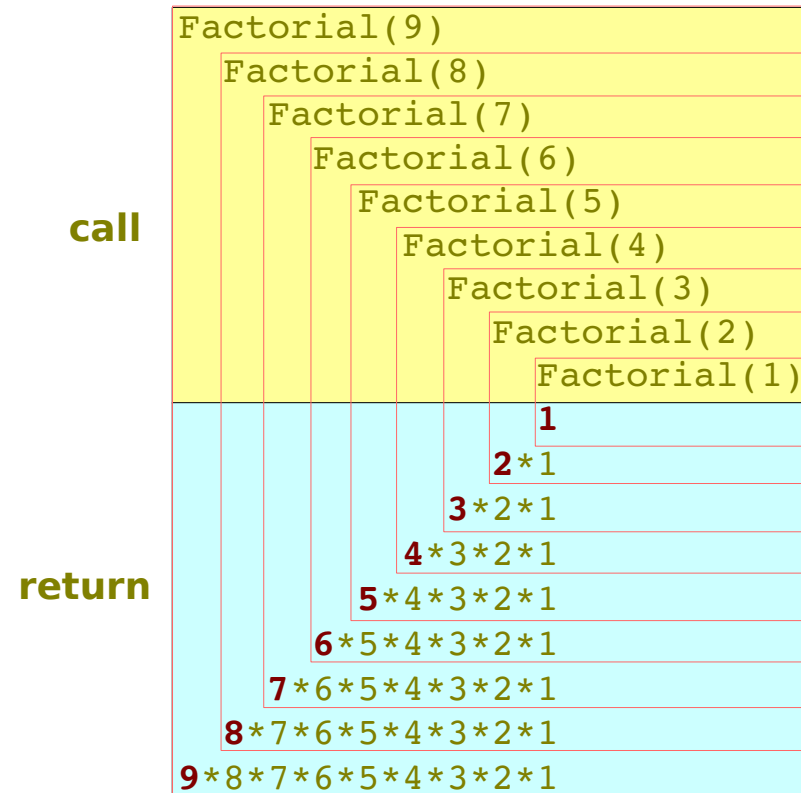 Factorial(9)
Factorial(8)
Factorial(7)
Factorial(6)
Factorial(5)
call
Factorial(4)
Factorial(3)
Factorial(2)
Factorial(1)
1
2*1
3*2*1
4*3*2*1
return
5*4*3*2*1
6*5*4*3*2*1
7*6*5*4*3*2*1
8*7*6*5*4*3*2*1
9*8*7*6*5*4*3*2*1